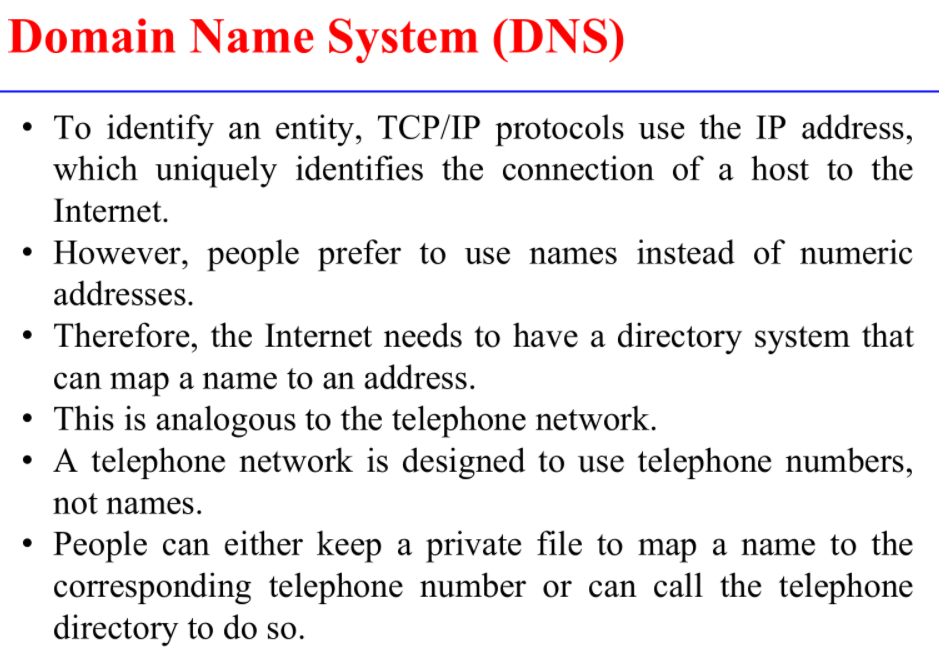 Domain Name System (DNS)
• To identify an entity, TCP/IP protocols use the IP address,
which uniquely identifies the connection of a host to the
Internet.
• However, people prefer to use names instead of numeric
addresses.
• Therefore, the Internet needs to have a directory system that
can map a name to an address.
• This is analogous to the telephone network.
• A telephone network is designed to use telephone numbers,
not names.
• People can either keep a private file to map a name to the
corresponding telephone number or can call the telephone
directory to do so.